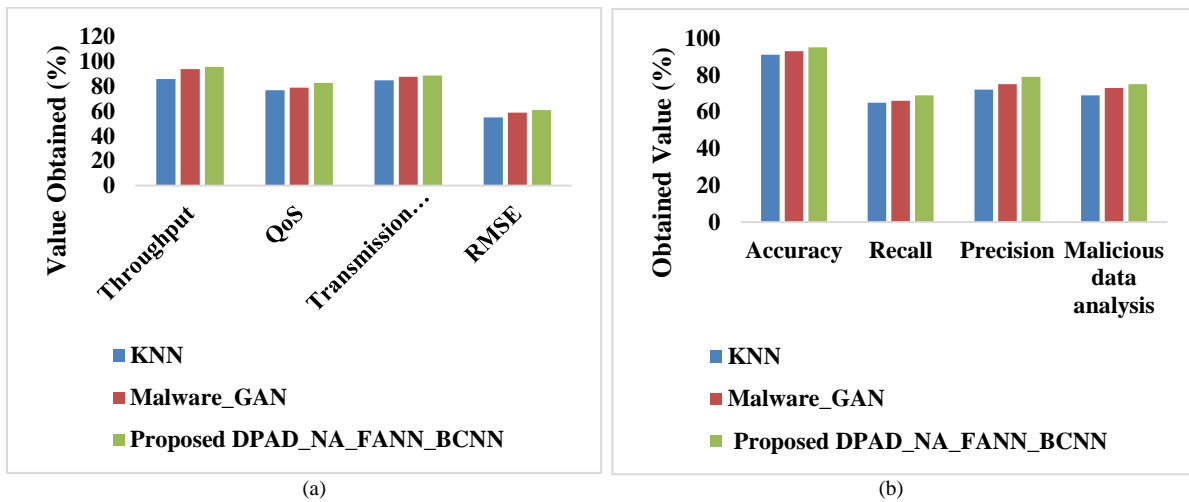 Value Obtained (%)
120
100
80
60
40
20
0
Throughput
QoS
Transmission…
RMSE
KNN
Malware_GAN
Proposed DPAD_NA_FANN_BCNN
(a)
Obtained Value (%)
100
80
60
40
20
0
Accuracy
Recall
Precision
Malicious
data
analysis
KNN
Malware_GAN
Proposed DPAD_NA_FANN_BCNN
(b)